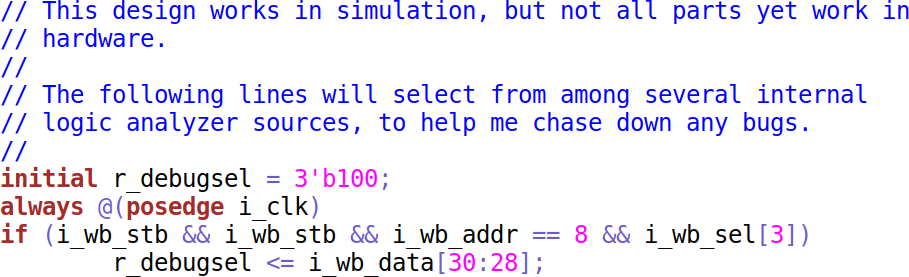 // This design works in simulation, but not all parts yet work in
// hardware.
//
// The following lines will select from among several internal
// logic analyzer sources, to help me chase down any bugs.
//
initial r_debugsel = 3'b100;
always @(posedge i_clk)
if (i_wb_stb && i_wb_stb && i_wb_addr == 8 && i_wb_sel[3])
        r_debugsel <= i_wb_data[30:28];